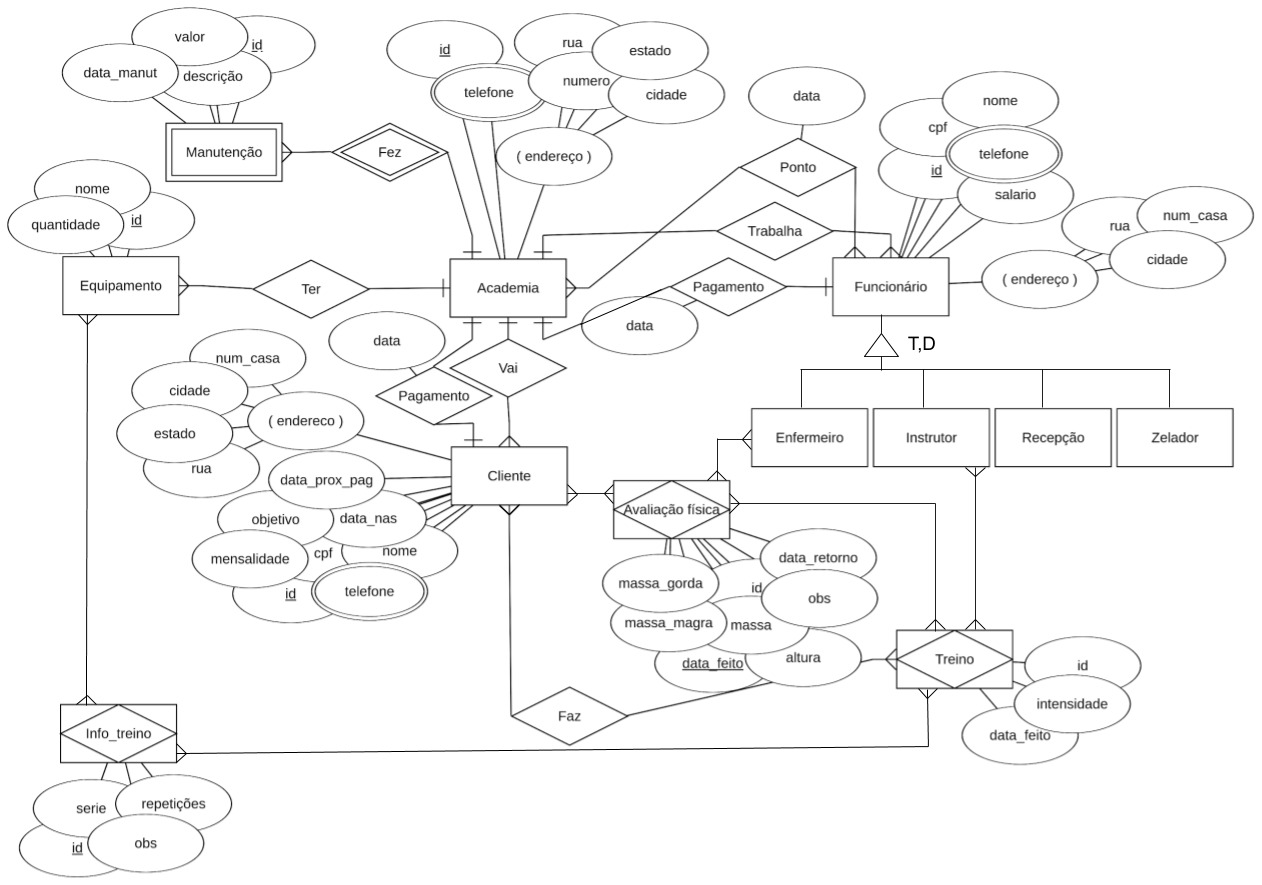 valor
id
data_manut
descrição
Manutenção
Fez
id
telefone
rua
estado
numero
cidade
( endereço )
data
Ponto
nome
cpf
telefone
id
salario
rua
num_casa
cidade
( endereço )
nome
quantidade
id
Equipamento
Ter
Academia
Trabalha
Pagamento
Funcionário
data
data
Vai
Pagamento
T,D
num_casa
cidade
( endereco )
estado
rua
Enfermeiro
Instrutor
Recepção
Zelador
Cliente
data_prox_pag
objetivo
data_nas
mensalidade
cpf
nome
id
telefone
Avaliação física
data_retorno
massa_gorda
id
obs
massa_magra
massa
data_feito
altura
Treino
id
intensidade
data_feito
Faz
Info_treino
serie
repetições
id
obs